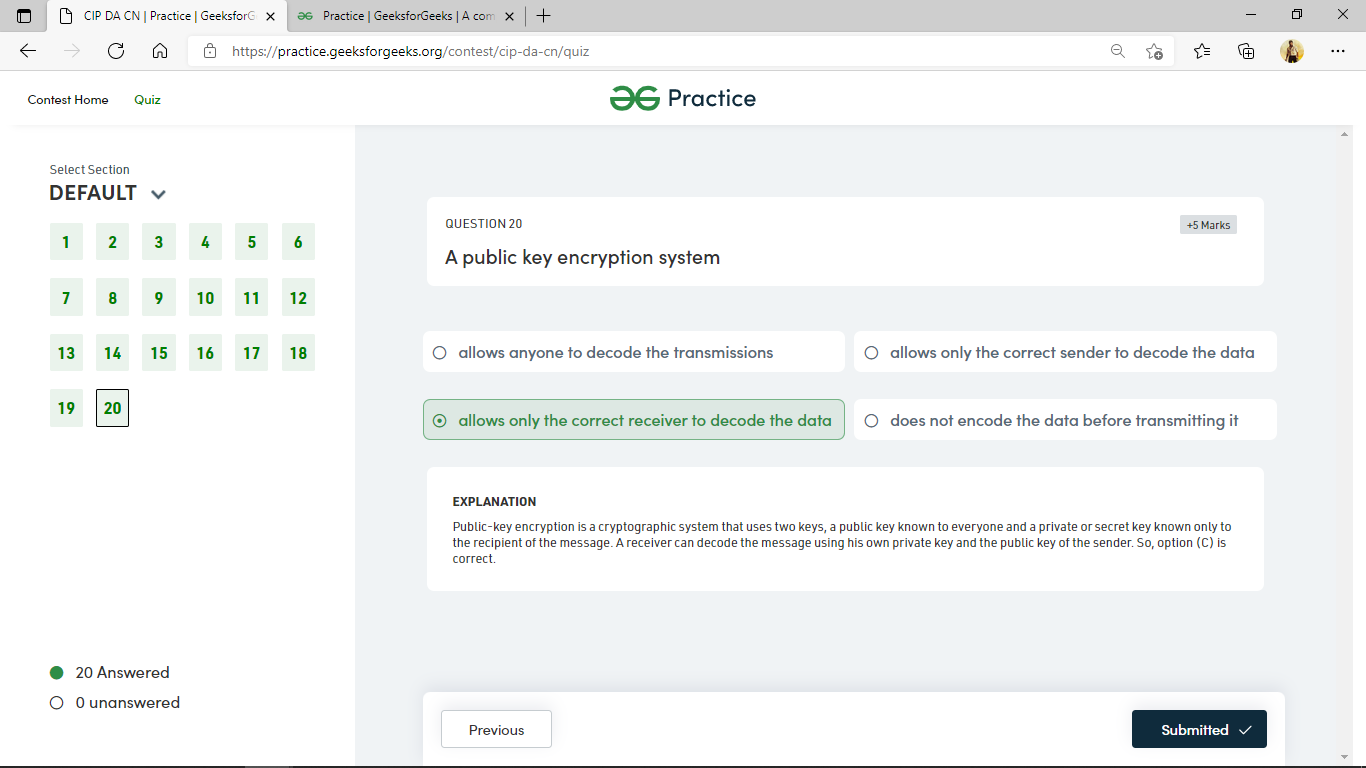 CIP DA CN | Practice | GeeksforG
Practice | GeeksforGeeks | A com
https://practice.geeksforgeeks.org/contest/cip-da-cn/quiz
Contest Home
Quiz
Practice
Select Section
DEFAULT
1 2 3 4 5 6
7 8 9 10 11 12
13 14 15 16 17 18
19 20
20 Answered
0 unanswered
QUESTION 20
+5 Marks
A public key encryption system
allows anyone to decode the transmissions
allows only the correct sender to decode the data
allows only the correct receiver to decode the data
does not encode the data before transmitting it
EXPLANATION
Public-key encryption is a cryptographic system that uses two keys, a public key known to everyone and a private or secret key known only to
the recipient of the message. A receiver can decode the message using his own private key and the public key of the sender. So, option (C) is
correct.
Previous
Submitted